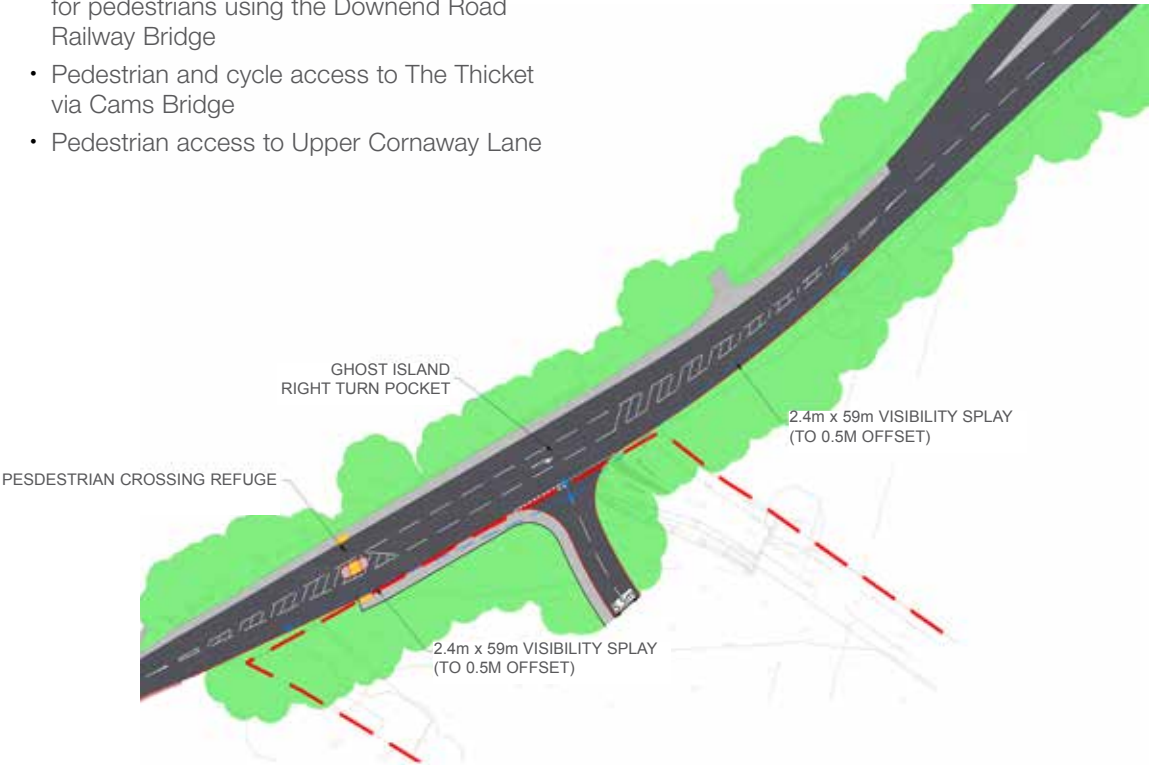 for pedestrians using the Downend Road
Railway Bridge
• Pedestrian and cycle access to The Thicket
via Cams Bridge
• Pedestrian access to Upper Cornaway Lane
GHOST ISLAND
RIGHT TURN POCKET
2.4m x 59m VISIBILITY SPLAY
(TO 0.5M OFFSET)
PESDESTRIAN CROSSING REFUGE
2.4m x 59m VISIBILITY SPLAY
(TO 0.5M OFFSET)